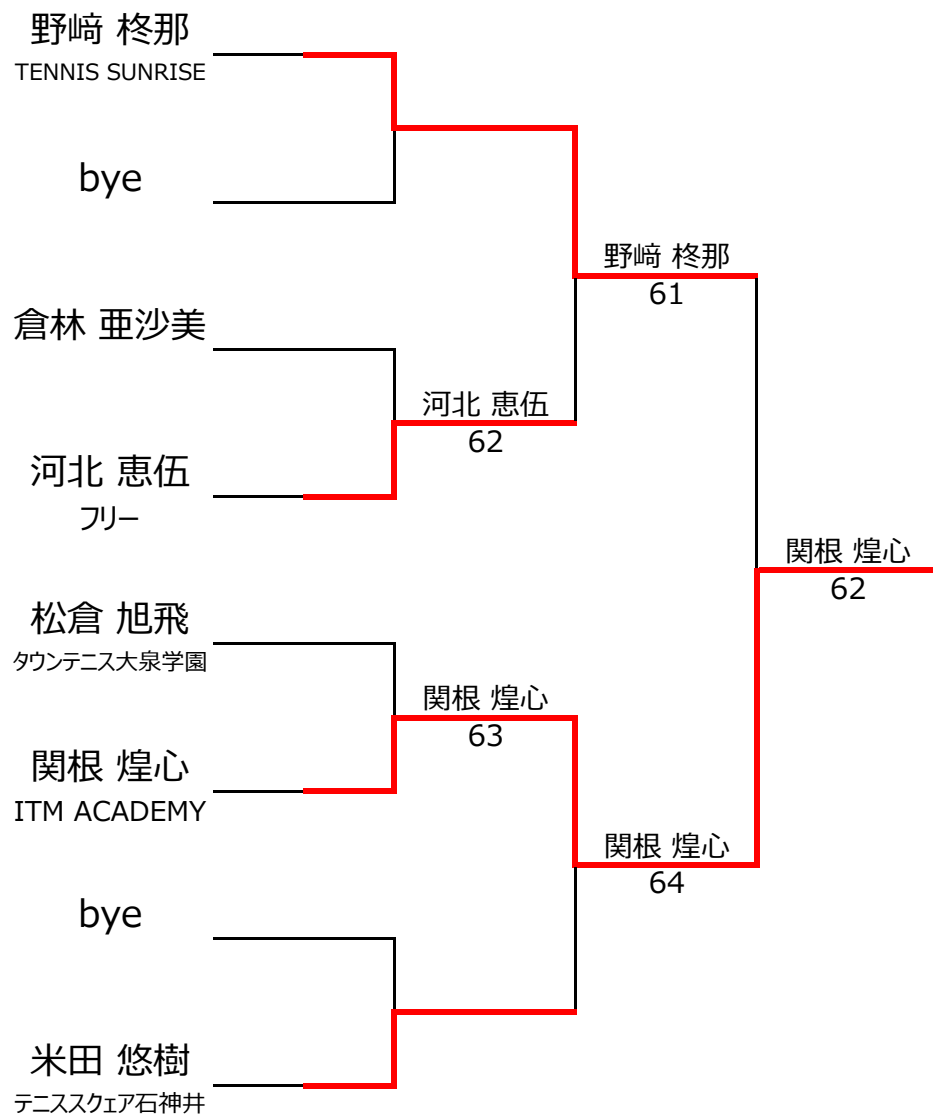 野﨑 柊那
TENNIS SUNRISE
bye
野﨑 柊那
61
倉林 亜沙美
河北 恵伍
62
河北 恵伍
フリー
関根 煌心
62
松倉 旭飛
タウンテニス大泉学園
関根 煌心
63
関根 煌心
ITM ACADEMY
関根 煌心
64
bye
米田 悠樹
テニススクェア石神井